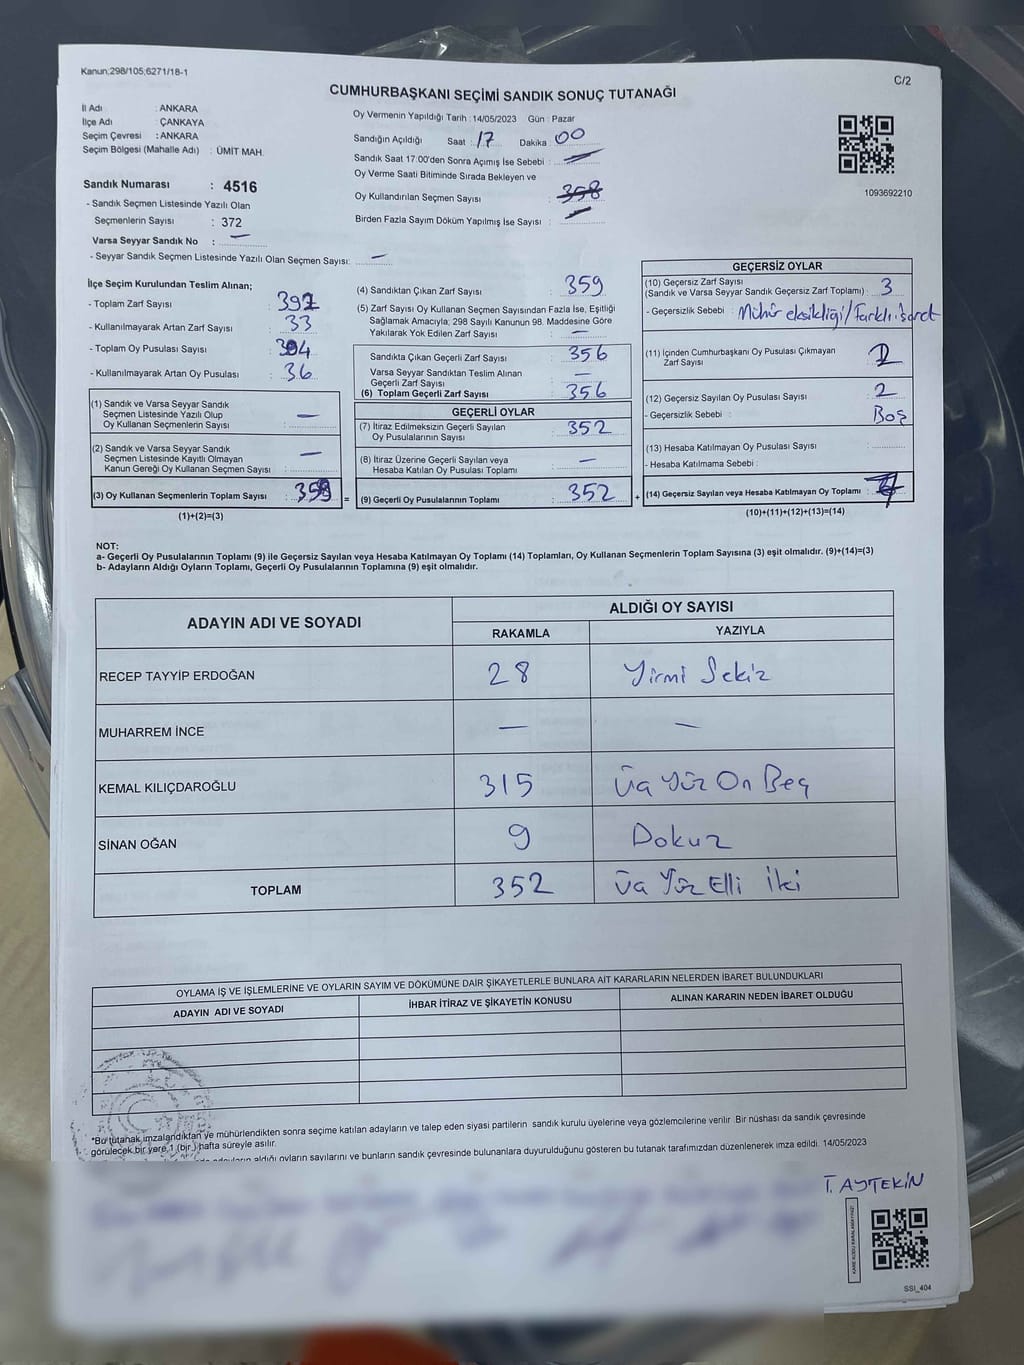 Kanun;298/105;6271/18-1
C/2
CUMHURBAŞKANI SEÇİMİ SANDIK SONUÇ TUTANAĞI
İl Adı : ANKARA
İlçe Adı : ÇANKAYA
Seçim Çevresi : ANKARA
Seçim Bölgesi (Mahalle Adı) : ÜMİT MAH.
Sandık Numarası : 4516
- Sandık Seçmen Listesinde Yazılı Olan
Seçmenlerin Sayısı : 372
Varsa Seyyar Sandık No : —
- Seyyar Sandık Seçmen Listesinde Yazılı Olan Seçmen Sayısı: —
Oy Vermenin Yapıldığı Tarih : 14/05/2023 Gün : Pazar
Sandığın Açıldığı Saat : 17 Dakika : 00
Sandık Saat 17:00'den Sonra Açımış İse Sebebi : —
Oy Verme Saati Bitiminde Sırada Bekleyen ve
Oy Kullandırılan Seçmen Sayısı : 358
Birden Fazla Sayım Döküm Yapılmış İse Sayısı : —
1093692210
İlçe Seçim Kurulundan Teslim Alınan;
- Toplam Zarf Sayısı :
- Kullanılmayarak Artan Zarf Sayısı : 33
- Toplam Oy Pusulası Sayısı :
- Kullanılmayarak Artan Oy Pusulası : 36
(1) Sandık ve Varsa Seyyar Sandık
Seçmen Listesinde Yazılı Olup
Oy Kullanan Seçmenlerin Sayısı : —
(2) Sandık ve Varsa Seyyar Sandık
Seçmen Listesinde Kayıtlı Olmayan
Kanun Gereği Oy Kullanan Seçmen Sayısı : —
(3) Oy Kullanan Seçmenlerin Toplam Sayısı : =
(1)+(2)=(3)
(4) Sandıktan Çıkan Zarf Sayısı : 359
(5) Zarf Sayısı Oy Kullanan Seçmen Sayısından Fazla İse, Eşitliği
Sağlamak Amacıyla, 298 Sayılı Kanunun 98. Maddesine Göre
Yakılarak Yok Edilen Zarf Sayısı : —
Sandıkta Çıkan Geçerli Zarf Sayısı : 356
Varsa Seyyar Sandıktan Teslim Alınan
Geçerli Zarf Sayısı : —
(6) Toplam Geçerli Zarf Sayısı : 356
GEÇERLİ OYLAR
(7) İtiraz Edilmeksizin Geçerli Sayılan
Oy Pusulalarının Sayısı : 352
(8) İtiraz Üzerine Geçerli Sayılan veya
Hesaba Katılan Oy Pusulası Toplamı : —
(9) Geçerli Oy Pusulalarının Toplamı : 352 +
GEÇERSİZ OYLAR
(10) Geçersiz Zarf Sayısı
(Sandık ve Varsa Seyyar Sandık Geçersiz Zarf Toplamı) : 3
- Geçersizlik Sebebi : Mühür eksikliği/Farklı işaret
(11) İçinden Cumhurbaşkanı Oy Pusulası Çıkmayan
Zarf Sayısı :
(12) Geçersiz Sayılan Oy Pusulası Sayısı : 2
- Geçersizlik Sebebi : Boş
(13) Hesaba Katılmayan Oy Pusulası Sayısı :
- Hesaba Katılmama Sebebi :
(14) Geçersiz Sayılan veya Hesaba Katılmayan Oy Toplamı :
(10)+(11)+(12)+(13)=(14)
NOT:
a- Geçerli Oy Pusulalarının Toplamı (9) ile Geçersiz Sayılan veya Hesaba Katılmayan Oy Toplamı (14) Toplamları, Oy Kullanan Seçmenlerin Toplam Sayısına (3) eşit olmalıdır. (9)+(14)=(3)
b- Adayların Aldığı Oyların Toplamı, Geçerli Oy Pusulalarının Toplamına (9) eşit olmalıdır.
ADAYIN ADI VE SOYADI ALDIĞI OY SAYISI
RAKAMLA YAZIYLA
RECEP TAYYİP ERDOĞAN 28 Yirmi Sekiz
MUHARREM İNCE — —
KEMAL KILIÇDAROĞLU 315 Üç Yüz On Beş
SİNAN OĞAN 9 Dokuz
TOPLAM 352 Üç Yüz Elli İki
OYLAMA İŞ VE İŞLEMLERİNE VE OYLARIN SAYIM VE DÖKÜMÜNE DAİR ŞİKAYETLERLE BUNLARA AİT KARARLARIN NELERDEN İBARET BULUNDUKLARI
ADAYIN ADI VE SOYADI İHBAR İTİRAZ VE ŞİKAYETİN KONUSU ALINAN KARARIN NEDEN İBARET OLDUĞU
*Bu tutanak imzalandıktan ve mühürlendikten sonra seçime katılan adayların ve talep eden siyasi partilerin sandık kurulu üyelerine veya gözlemcilerine verilir. Bir nüshası da sandık çevresinde
görülecek bir yere 1 (bir ) hafta süreyle asılır.
aldığı oyların sayılarını ve bunların sandık çevresinde bulunanlara duyurulduğunu gösteren bu tutanak tarafımızdan düzenlenerek imza edildi. 14/05/2023
T. AYTEKİN
SSI_404